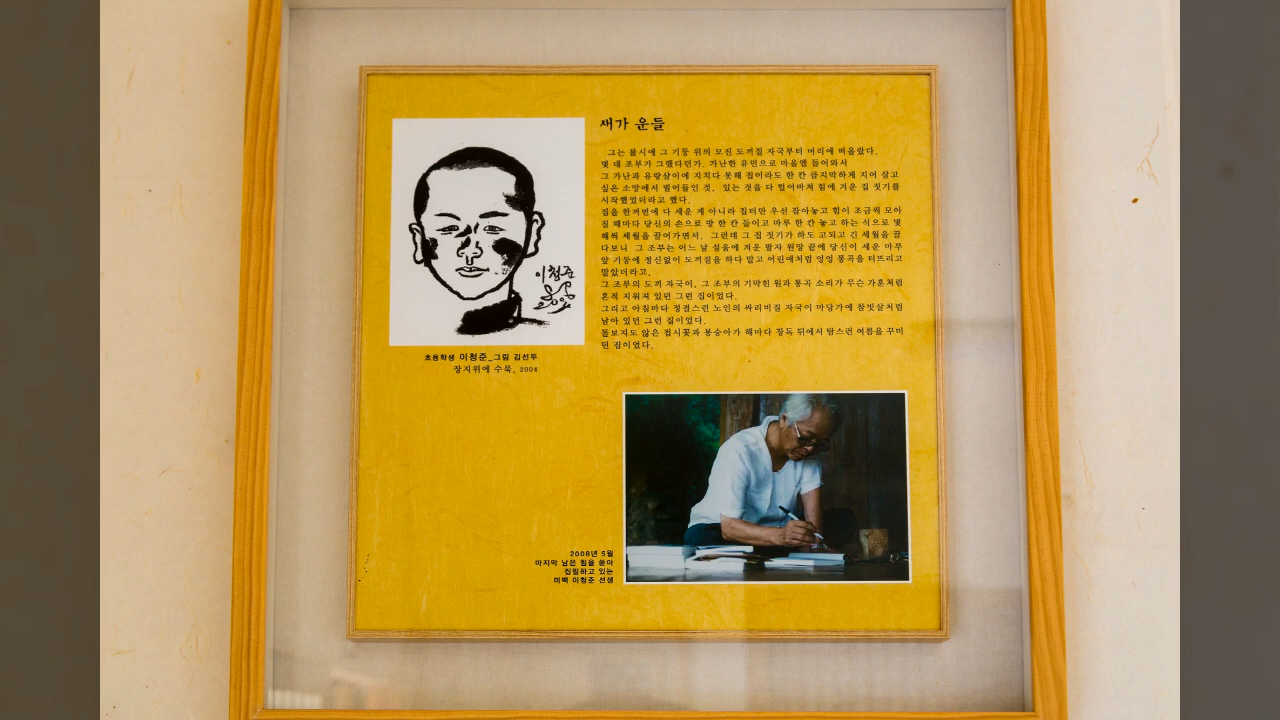 새가 운들
그는 불시에 그 기둥 위의 모진 도끼질 자국부터 머리에 떠올랐다.
몇 대 조부가 그랬다던가. 가난한 유민으로 마을엘 들어와서
그 가난과 유랑살이에 지치다 못해 집이라도 한 칸 큼지막하게 지어 살고
싶은 소망에서 벌어들인 것, 있는 것을 다 털어바쳐 힘에 겨운 집 짓기를
시작했었더라고 했다.
집을 한꺼번에 다 세운 게 아니라 집터만 우선 잡아놓고 힘이 조금씩 모아
질 때마다 당신의 손으로 방 한 칸 들이고 마루 한 칸 놓고 하는 식으로 몇
해씩 세월을 끌어가면서. 그런데 그 집 짓기가 하도 고되고 긴 세월을 끌
다보니 그 조부는 어느 날 설움에 겨운 팔자 원망 끝에 당신이 세운 마루
앞 기둥에 정신없이 도끼질을 하다 말고 어린애처럼 엉엉 통곡을 터뜨리고
말았더라고.
그 조부의 도끼 자국이, 그 조부의 기막힌 원과 통곡 소리가 무슨 가훈처럼
흔적 지워져 있던 그런 집이었다.
그리고 아침마다 정결스런 노인의 싸리비질 자국이 마당가에 참빗살처럼
남아 있던 그런 집이었다.
돌보지도 않은 접시꽃과 봉숭아가 해마다 장독 뒤에서 탐스런 여름을 꾸미
던 집이었다.
이청준
초등학생 이청준_그림 김선두
장지위에 수묵, 2004
2008년 5월
마지막 남은 힘을 쏟아
집필하고 있는
미백 이청준 선생